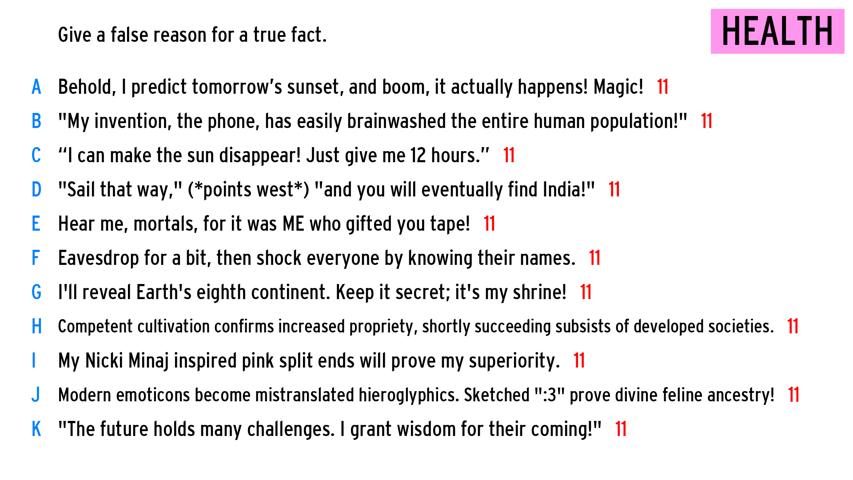 Give a false reason for a true fact.
HEALTH
A Behold, I predict tomorrow's sunset, and boom, it actually happens! Magic! 11
B "My invention, the phone, has easily brainwashed the entire human population!" 11
C “I can make the sun disappear! Just give me 12 hours.” 11
D "Sail that way," (*points west*) "and you will eventually find India!" 11
E Hear me, mortals, for it was ME who gifted you tape! 11
F Eavesdrop for a bit, then shock everyone by knowing their names. 11
G I'll reveal Earth's eighth continent. Keep it secret; it's my shrine! 11
H Competent cultivation confirms increased propriety, shortly succeeding subsists of developed societies. 11
I My Nicki Minaj inspired pink split ends will prove my superiority. 11
J Modern emoticons become mistranslated hieroglyphics. Sketched ":3" prove divine feline ancestry! 11
K "The future holds many challenges. I grant wisdom for their coming!" 11